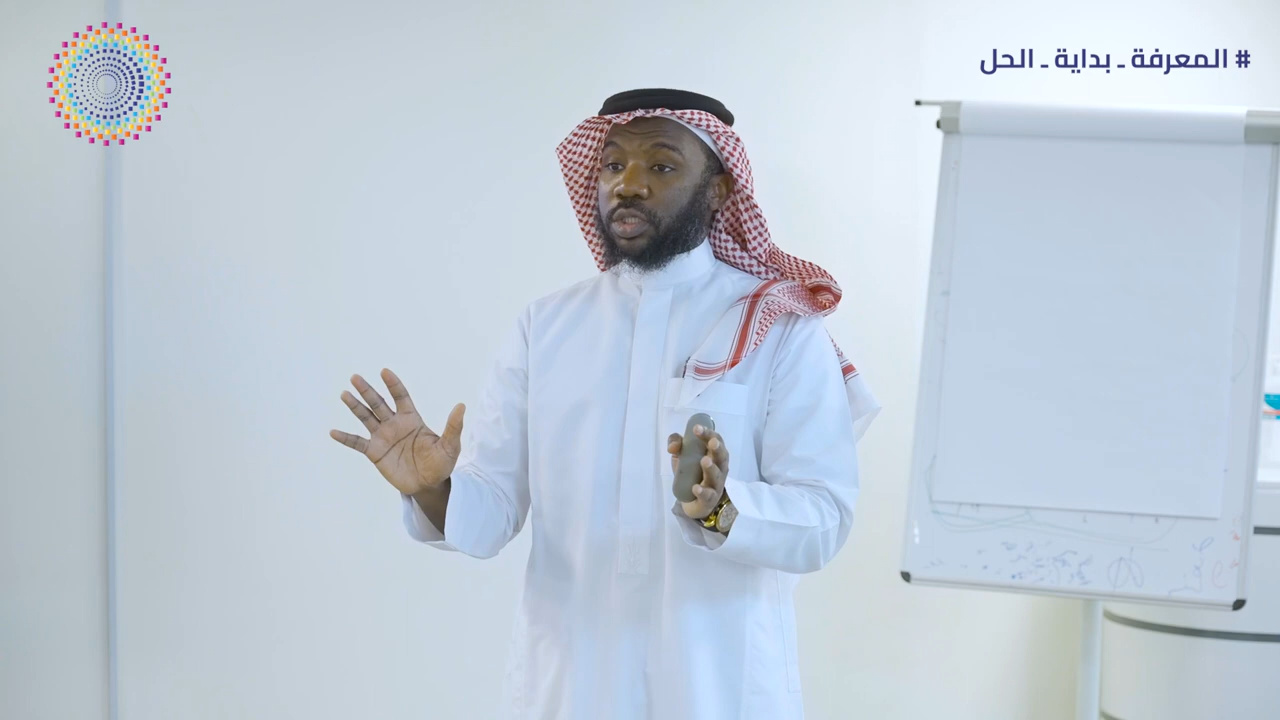 # المعرفة ـ بداية ـ الحل